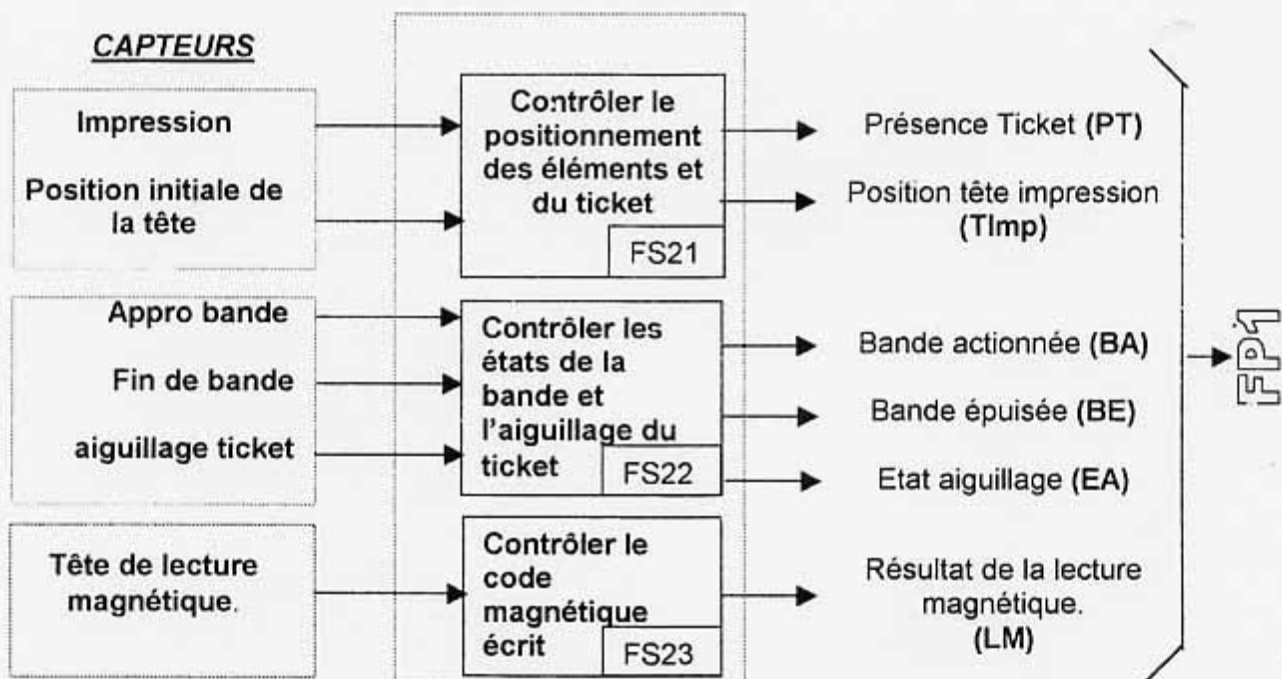 CAPTEURS
Impression
Position initiale de
la tête
Contrôler le
positionnement
des éléments et
du ticket
FS21
Présence Ticket (PT)
Position tête impression
(TImp)
Appro bande
Fin de bande
aiguillage ticket
Contrôler les
états de la
bande et
l'aiguillage du
ticket
FS22
Bande actionnée (BA)
Bande épuisée (BE)
Etat aiguillage (EA)
Tête de lecture
magnétique.
Contrôler le
code
magnétique
écrit
FS23
Résultat de la lecture
magnétique.
(LM)
FP1